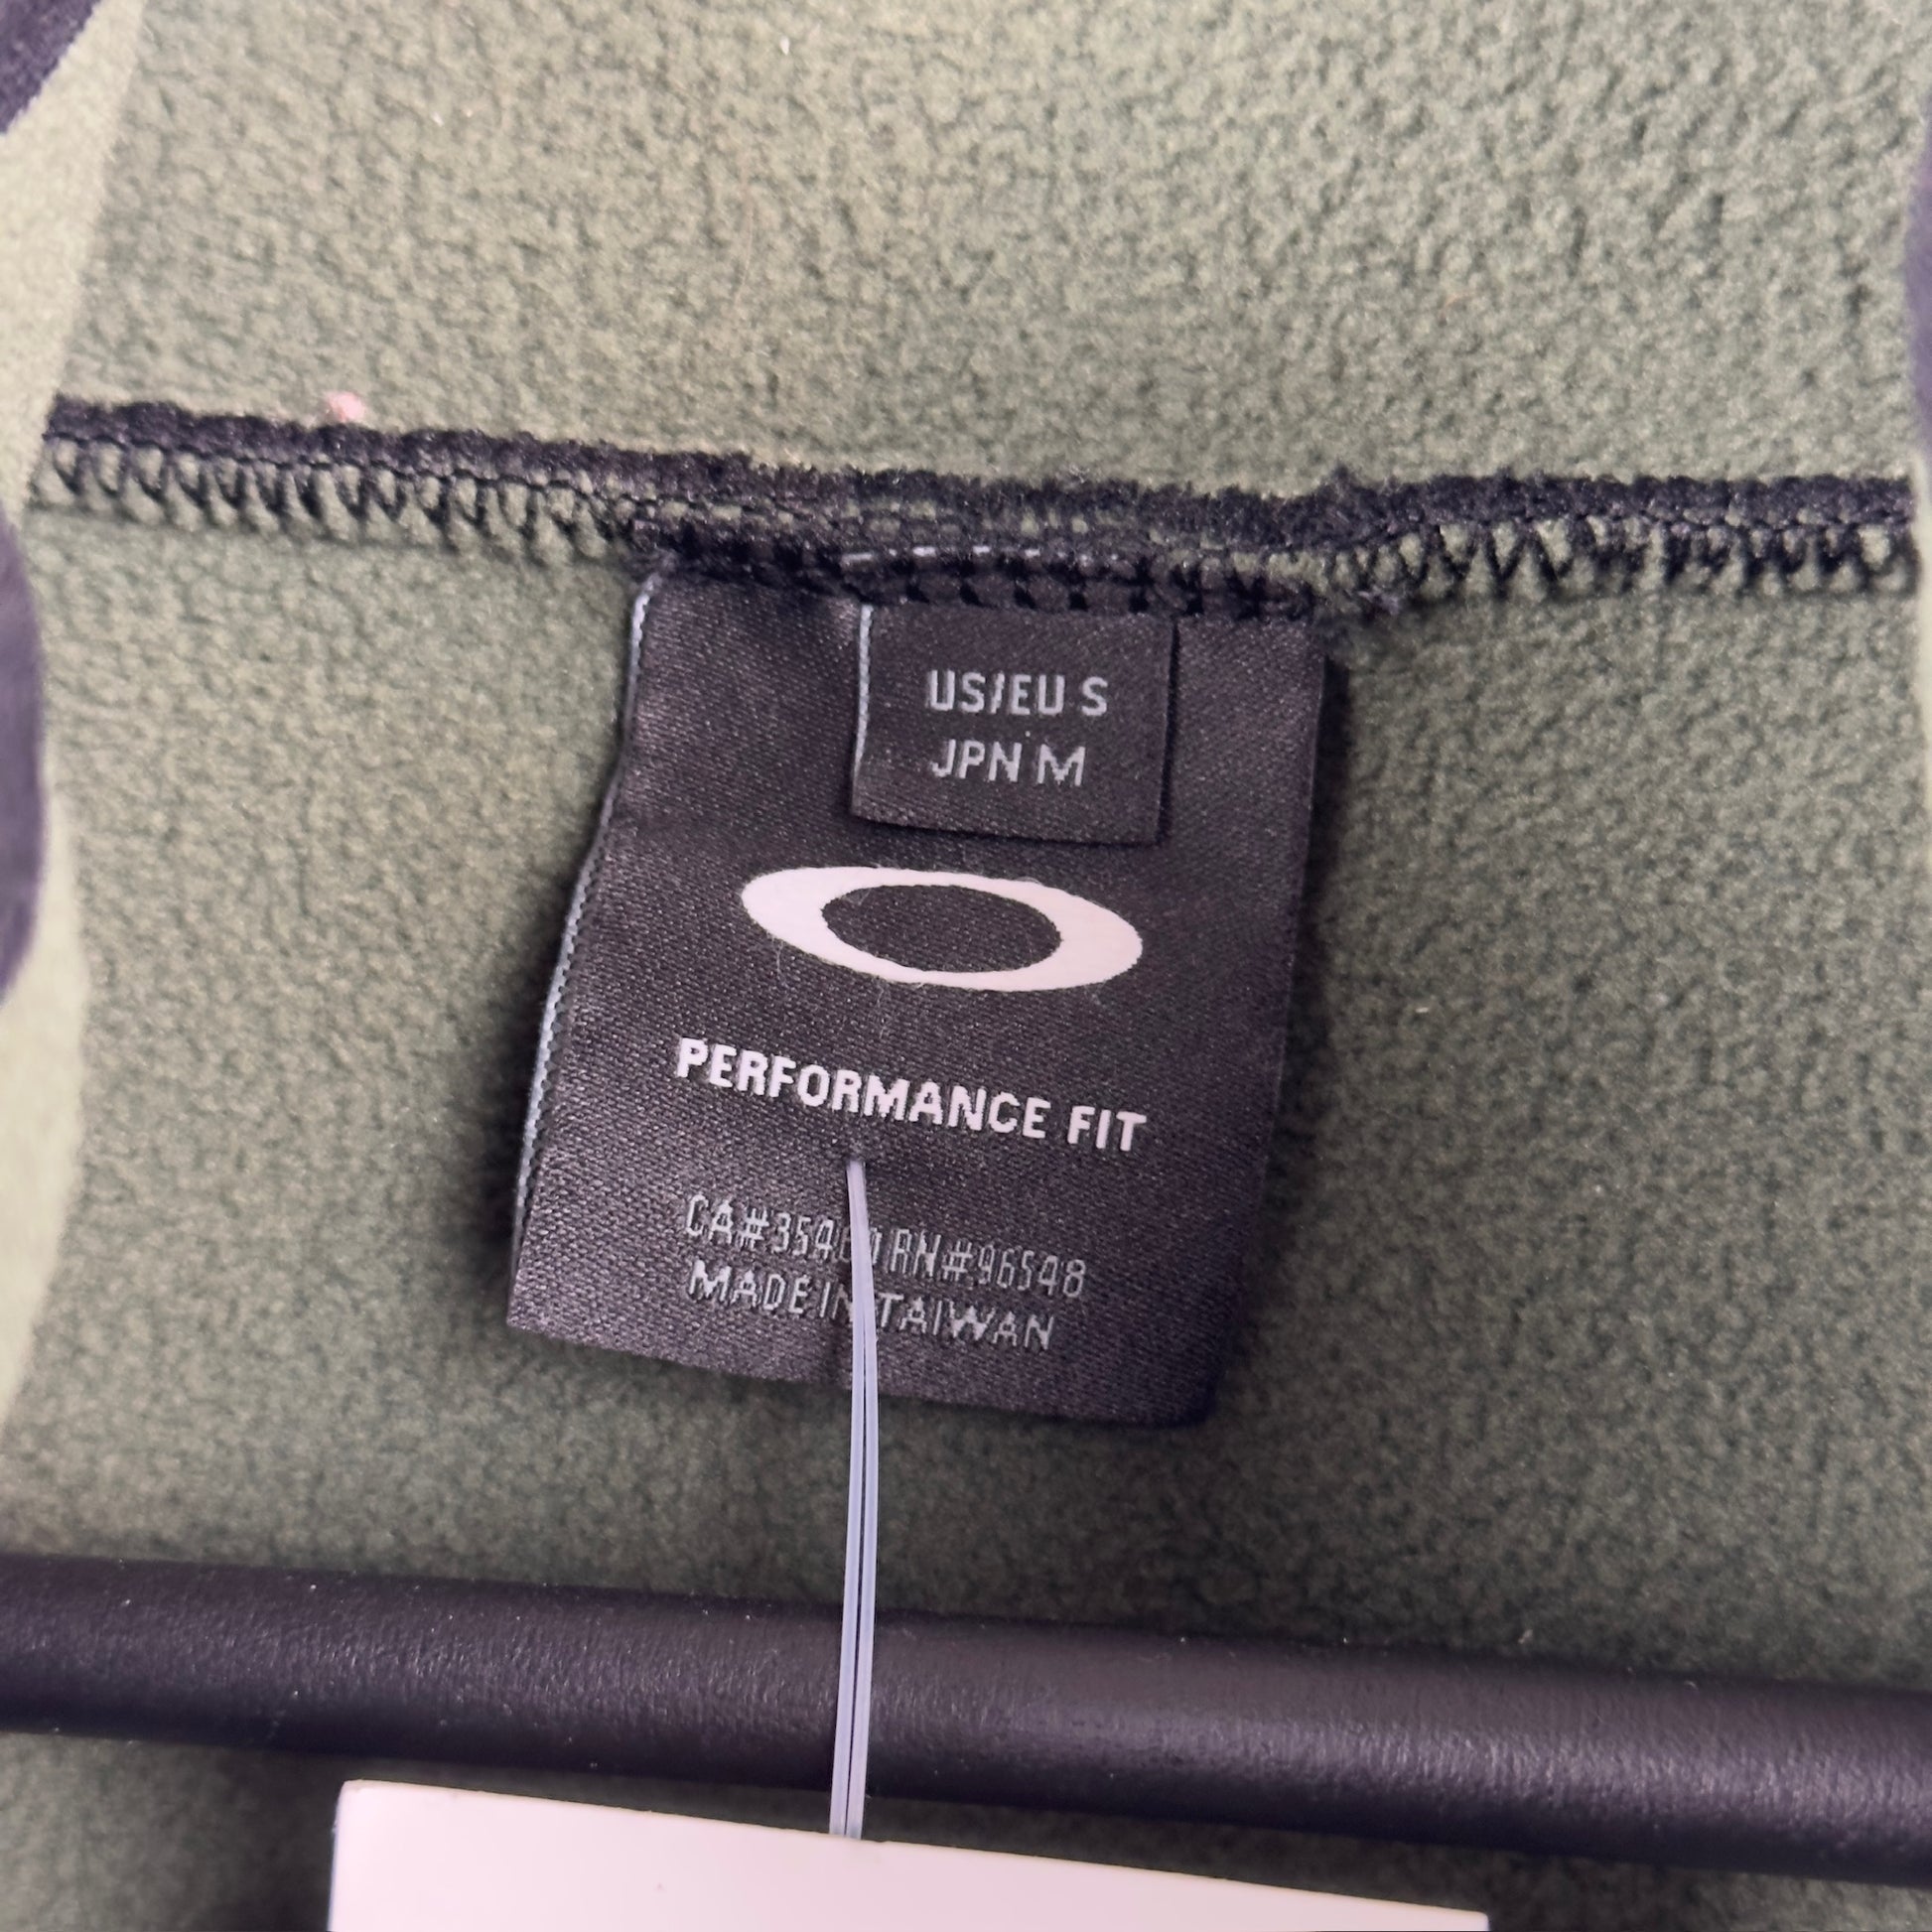 US/EU S
JPN M
PERFORMANCE FIT
RN#96548
MADE IN TAIWAN